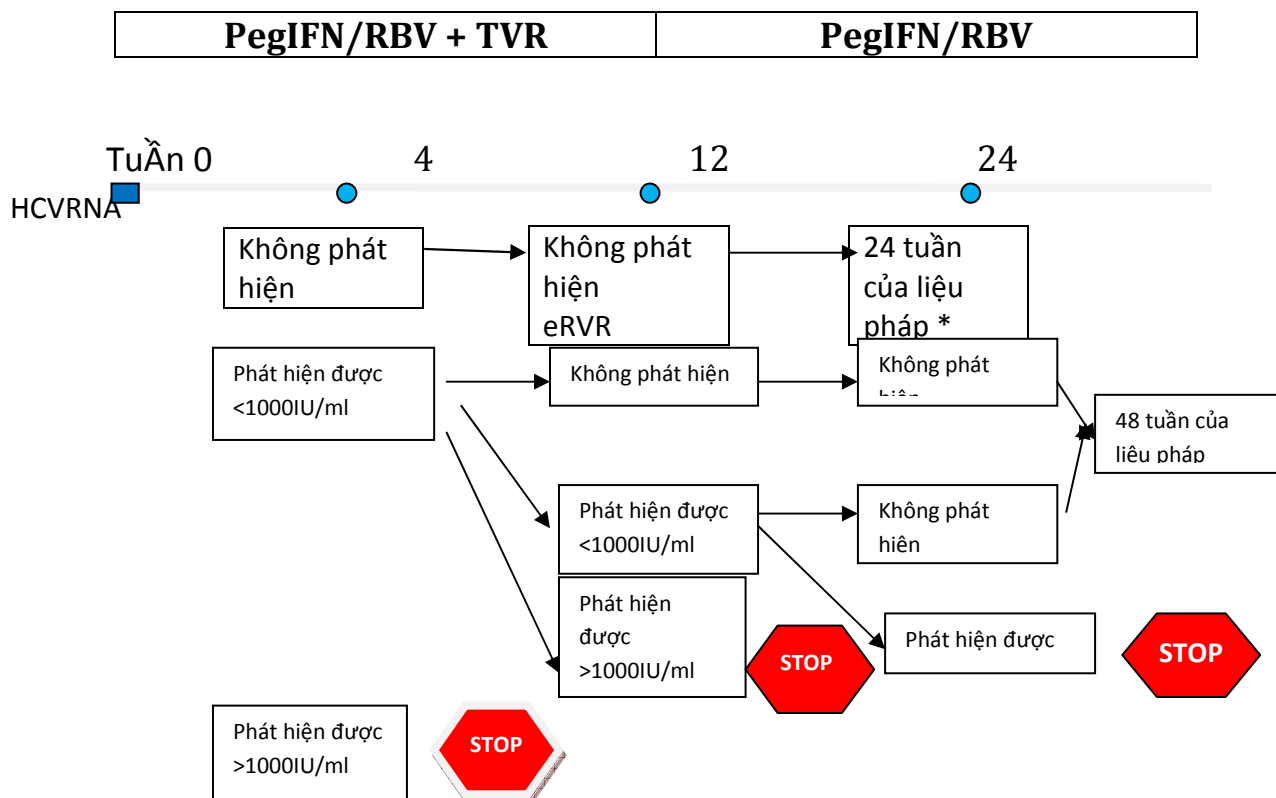 PegIFN/RBV + TVR
PegIFN/RBV
TuẦn 0
4
12
24
HCVRNA
Không phát
hiện
Không phát
hiện
eRVR
24 tuần
của liệu
pháp *
Phát hiện được
<1000IU/ml
Không phát hiện
Không phát
hiện
48 tuần của
liêu pháp
Phát hiện được
<1000IU/ml
Không phát
hiên
Phát hiện
được
>1000IU/ml
STOP
Phát hiện được
STOP
Phát hiện được
>1000IU/ml
STOP